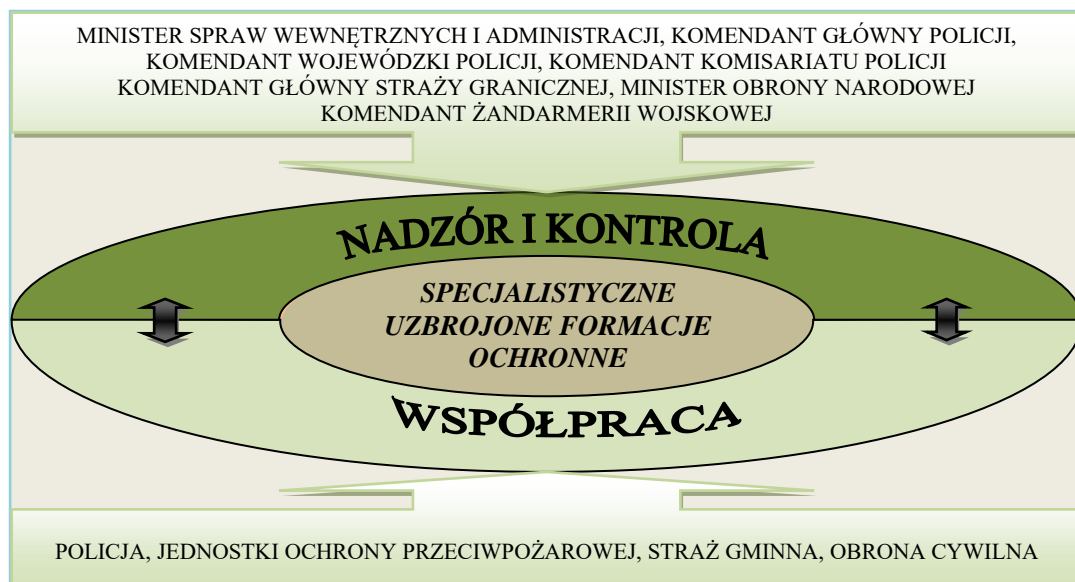 MINISTER SPRAW WEWNĘTRZNYCH I ADMINISTRACJI, KOMENDANT GŁÓWNY POLICJI,
KOMENDANT WOJEWÓDZKI POLICJI, KOMENDANT KOMISARIATU POLICJI
KOMENDANT GŁÓWNY STRAŻY GRANICZNEJ, MINISTER OBRONY NARODOWEJ
KOMENDANT ŻANDARMERII WOJSKOWEJ
NADZÓR I KONTROLA
SPECJALISTYCZNE
UZBROJONE FORMACJE
OCHRONNE
WSPÓŁPRACA
POLICJA, JEDNOSTKI OCHRONY PRZECIWPOŻAROWEJ, STRAŻ GMINNA, OBRONA CYWILNA